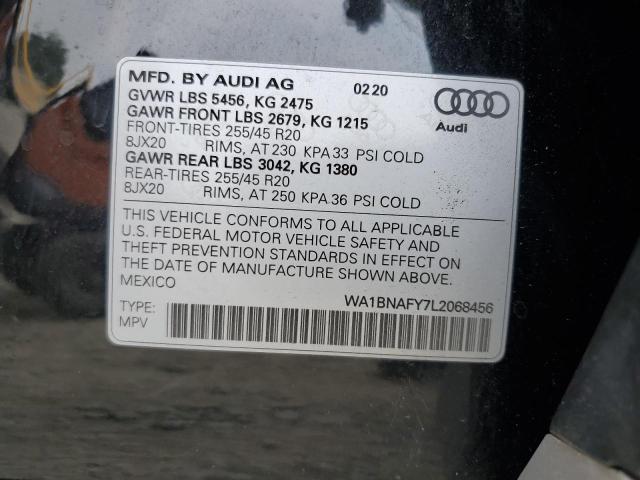 MFD. BY AUDI AG 0220
GVWR LBS 5456, KG 2475
GAWR FRONT LBS 2679, KG 1215
FRONT-TIRES 255/45 R20
8JX20 RIMS, AT 230 KPA 33 PSI COLD
GAWR REAR LBS 3042, KG 1380
REAR-TIRES 255/45 R20
8JX20 RIMS, AT 250 KPA 36 PSI COLD
Audi
THIS VEHICLE CONFORMS TO ALL APPLICABLE
U.S. FEDERAL MOTOR VEHICLE SAFETY AND
THEFT PREVENTION STANDARDS IN EFFECT ON
THE DATE OF MANUFACTURE SHOWN ABOVE.
MEXICO
WA1BNAFY7L2068456
TYPE:
MPV